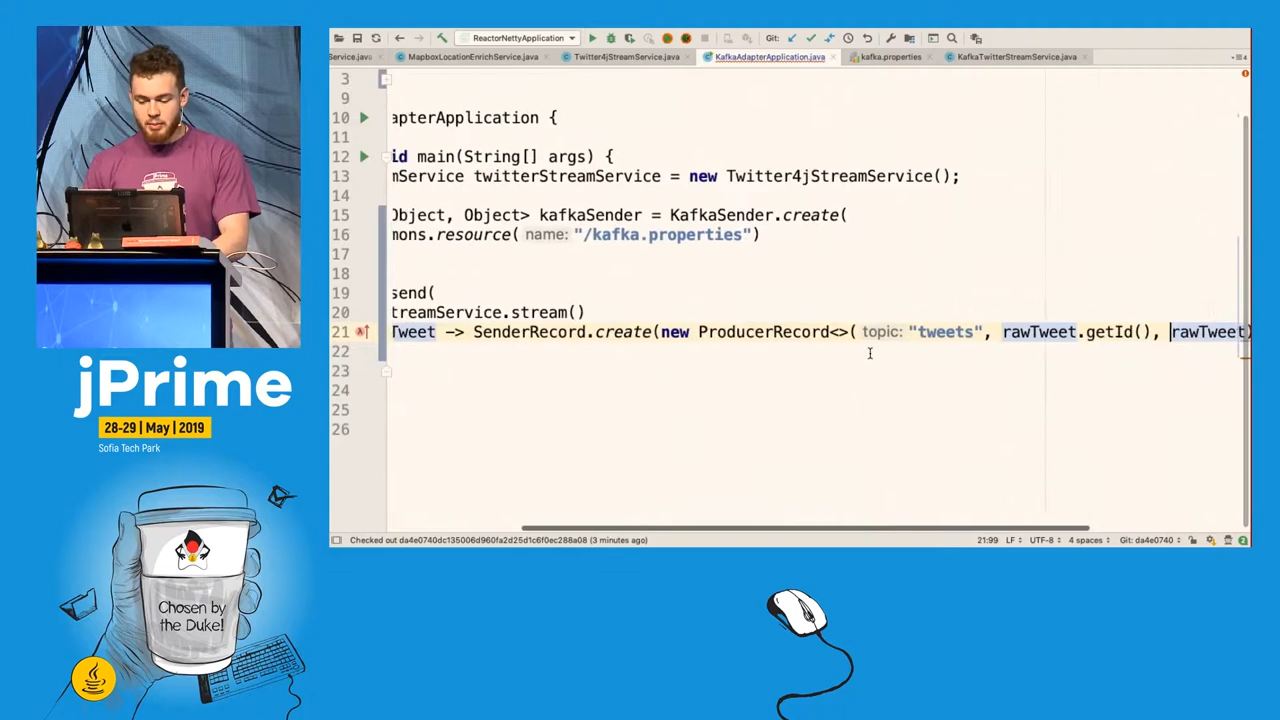 ReactorNettyApplication
Git:
Service.java
MapboxLocationEnrichService.java
Twitter4jStreamService.java
KafkaAdapterApplication.java
kafka.properties
KafkaTwitterStreamService.java
3
9
10 apterApplication {
11
12 id main(String[] args) {
13 mService twitterStreamService = new Twitter4jStreamService();
14
15 Object, Object> kafkaSender = KafkaSender.create(
16 mons.resource( name: "/kafka.properties")
17
18
19 send(
20 treamService.stream()
21 Tweet -> SenderRecord.create(new ProducerRecord<>( topic: "tweets", rawTweet.getId(), rawTweet)
22
23
24
25
26
Checked out da4e0740dc135006d960fa2d25d1c6f0ec288a08 (3 minutes ago)
21:99 LF UTF-8 4 spaces Git: da4e0740
jPrime
28-29 | May | 2019
Sofia Tech Park
Chosen by
the Duke!